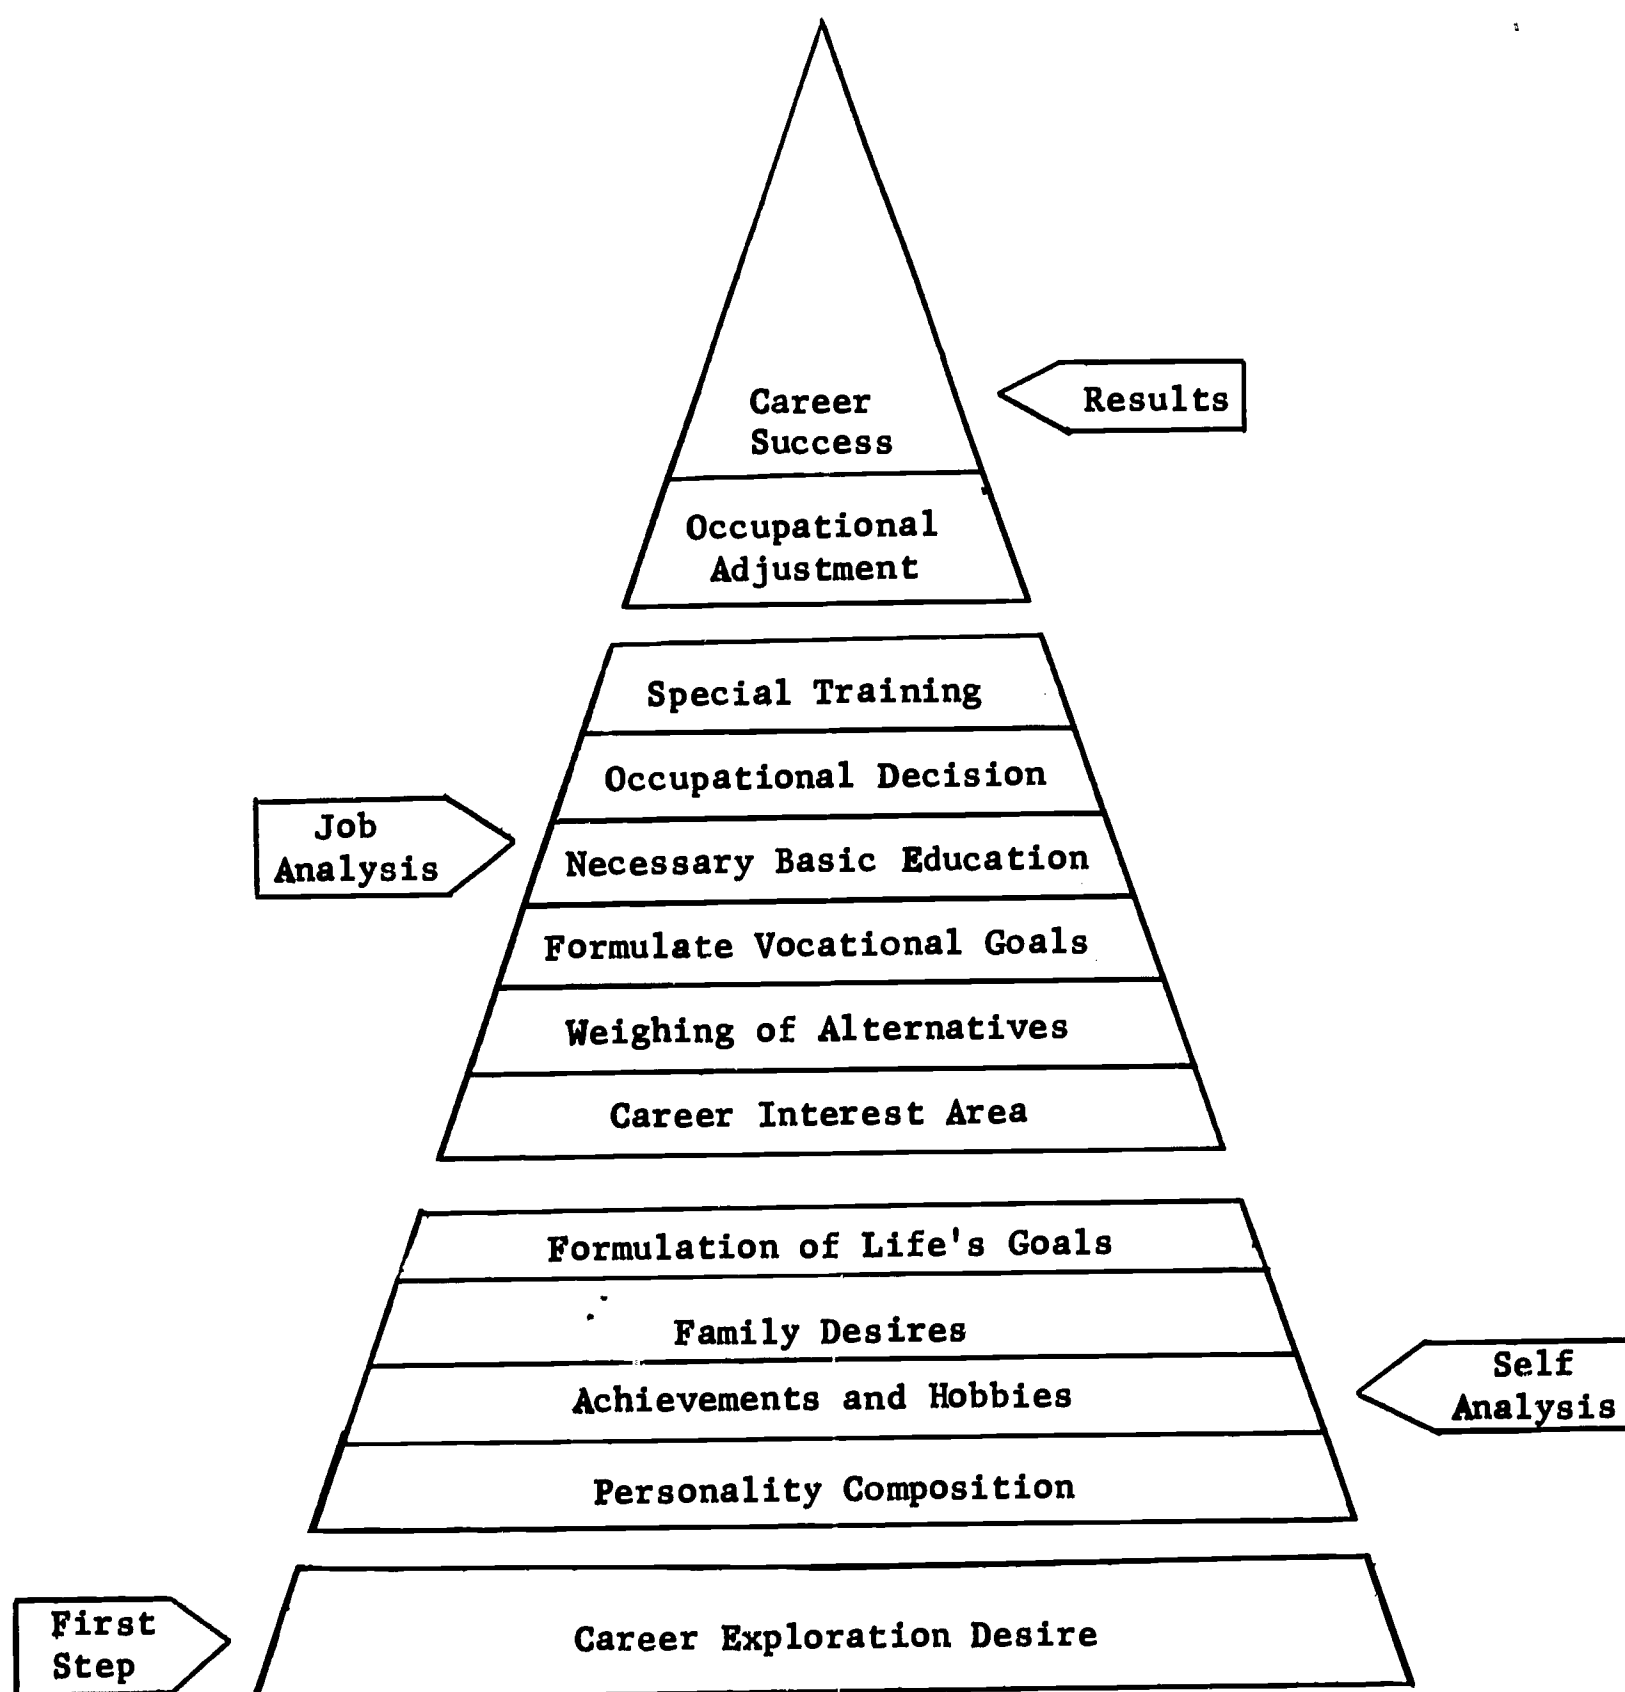 Career
Success
Results
Occupational
Adjustment
Special Training
Occupational Decision
Job
Analysis
Necessary Basic Education
Formulate Vocational Goals
Weighing of Alternatives
Career Interest Area
Formulation of Life's Goals
Family Desires
Achievements and Hobbies
Self
Analysis
Personality Composition
First
Step
Career Exploration Desire